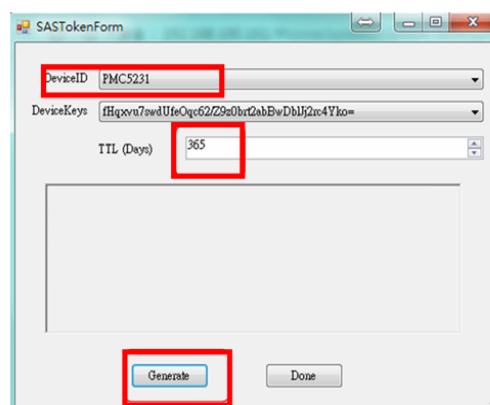 SASTokenForm
DeviceID PMC5231
DeviceKeys fHqxvu7swdUfeOqc62/Z9z0brt2abBwDblJj2rc4Yko=
TTL (Days) 365
Generate Done